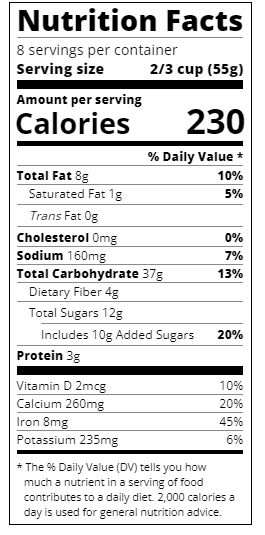 Nutrition Facts
8 servings per container
Serving size 2/3 cup (55g)
Amount per serving
Calories 230
% Daily Value *
Total Fat 8g 10%
Saturated Fat 1g 5%
Trans Fat 0g
Cholesterol 0mg 0%
Sodium 160mg 7%
Total Carbohydrate 37g 13%
Dietary Fiber 4g
Total Sugars 12g
Includes 10g Added Sugars 20%
Protein 3g
Vitamin D 2mcg 10%
Calcium 260mg 20%
Iron 8mg 45%
Potassium 235mg 6%
* The % Daily Value (DV) tells you how
much a nutrient in a serving of food
contributes to a daily diet. 2,000 calories a
day is used for general nutrition advice.